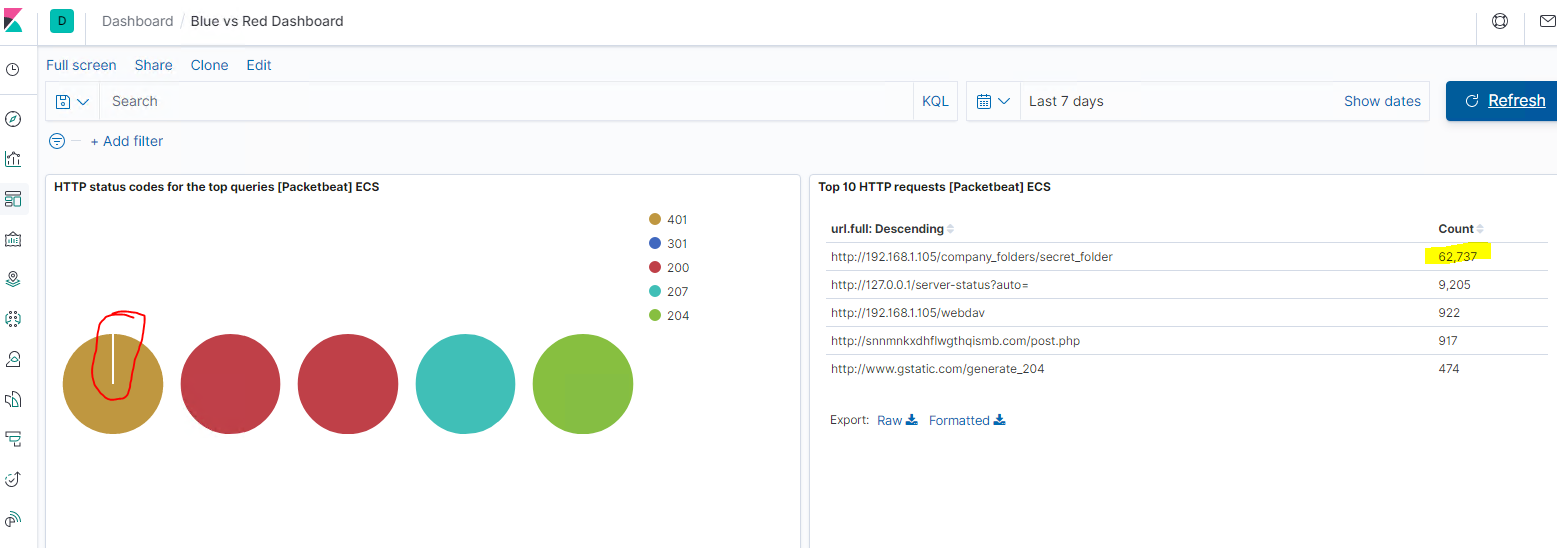 D Dashboard / Blue vs Red Dashboard
Full screen Share Clone Edit
Search KQL Last 7 days Show dates Refresh
+ Add filter
HTTP status codes for the top queries [Packetbeat] ECS
401
301
200
207
204
Top 10 HTTP requests [Packetbeat] ECS
url.full: Descending Count
http://192.168.1.105/company_folders/secret_folder 62,737
http://127.0.0.1/server-status?auto= 9,205
http://192.168.1.105/webdav 922
http://snnmnkxdhflwgthqismb.com/post.php 917
http://www.gstatic.com/generate_204 474
Export: Raw Formatted